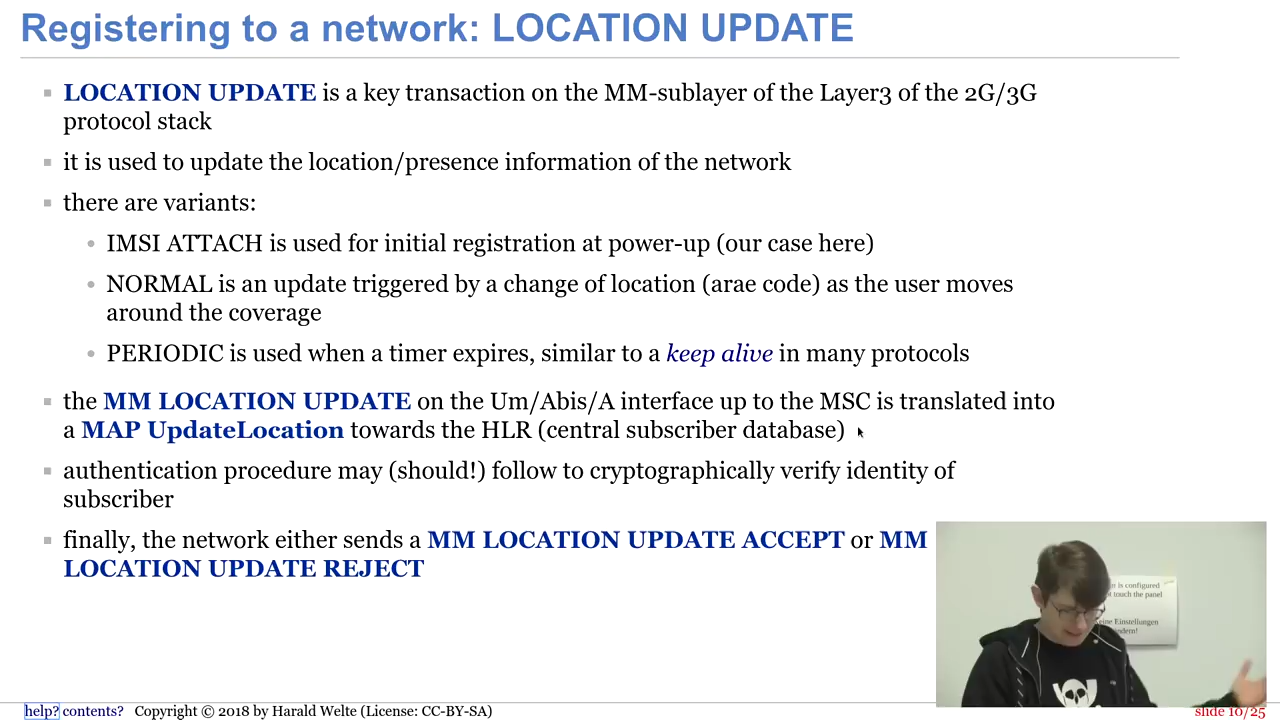 Registering to a network: LOCATION UPDATE
LOCATION UPDATE is a key transaction on the MM-sublayer of the Layer3 of the 2G/3G
protocol stack
it is used to update the location/presence information of the network
there are variants:
IMSI ATTACH is used for initial registration at power-up (our case here)
NORMAL is an update triggered by a change of location (arae code) as the user moves
around the coverage
PERIODIC is used when a timer expires, similar to a keep alive in many protocols
the MM LOCATION UPDATE on the Um/Abis/A interface up to the MSC is translated into
a MAP UpdateLocation towards the HLR (central subscriber database)
authentication procedure may (should!) follow to cryptographically verify identity of
subscriber
finally, the network either sends a MM LOCATION UPDATE ACCEPT or MM
LOCATION UPDATE REJECT
is configured
touch the panel
Einstellungen
help? contents? Copyright © 2018 by Harald Welte (License: CC-BY-SA)
slide 10/25